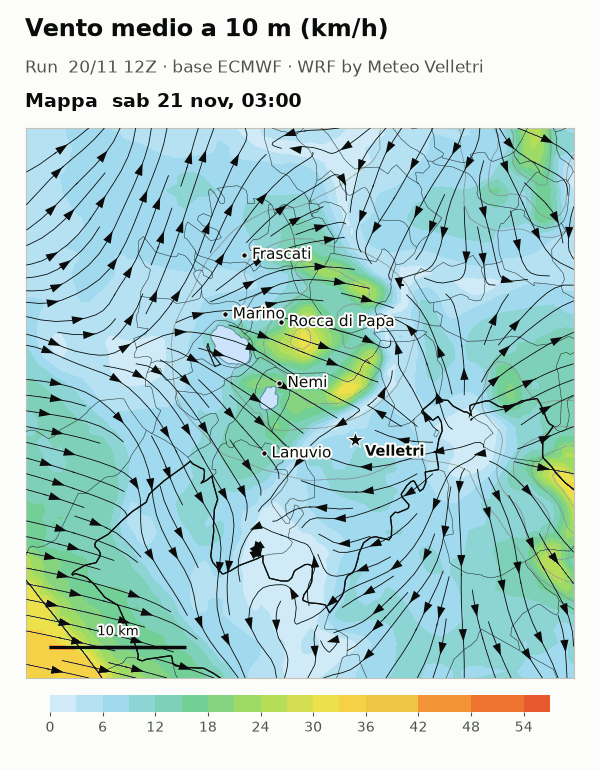 Vento medio a 10 m (km/h)
Run  20/11 12Z · base ECMWF · WRF by Meteo Velletri
Mappa  sab 21 nov, 03:00
Frascati
Marino
Rocca di Papa
Nemi
Velletri
Lanuvio
10 km
0 6 12 18 24 30 36 42 48 54